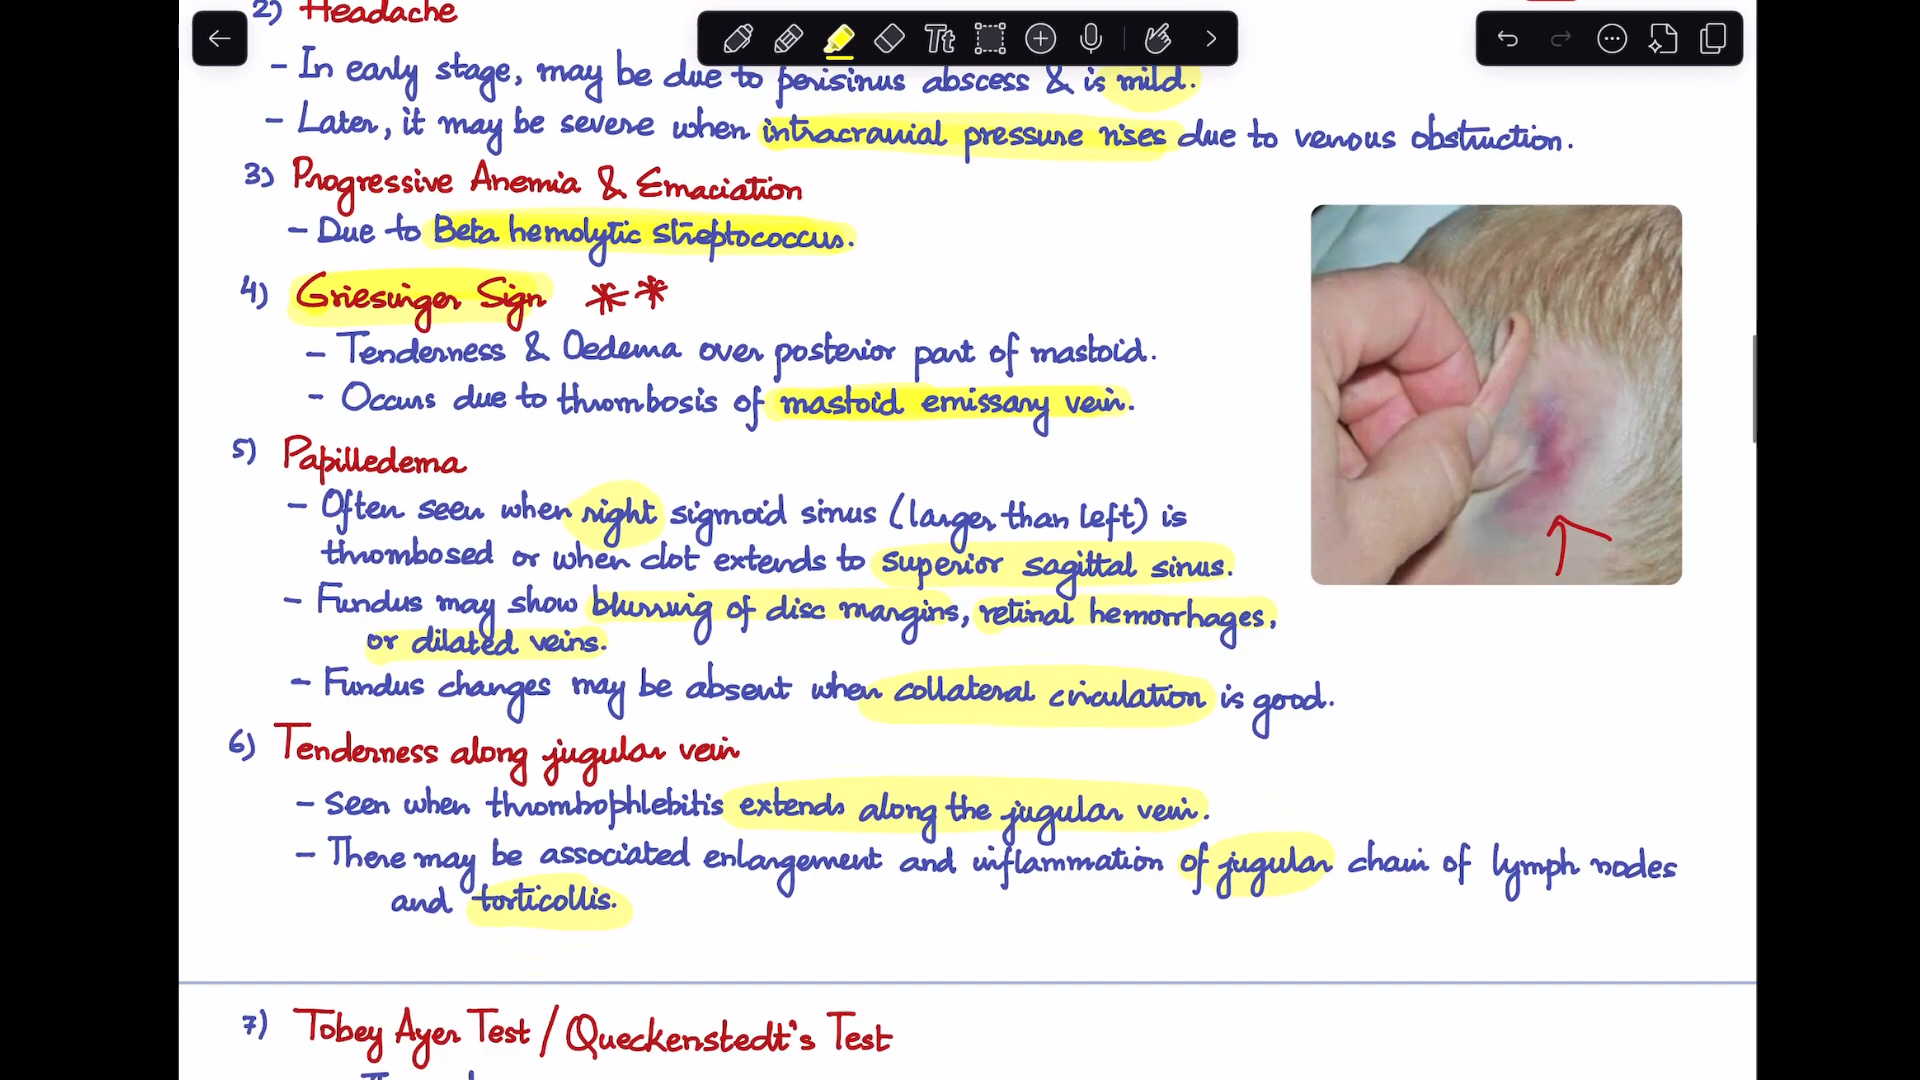 2) Headache
Tt
- In early stage, may be due to perisinus abscess & is mild.
- Later, it may be severe when intracranial pressure rises due to venous obstruction.
3) Progressive Anemia & Emaciation
- Due to Beta hemolytic streptococcus.
4) Griesinger Sign **
- Tenderness & Oedema over posterior part of mastoid.
- Occurs due to thrombosis of mastoid emissary vein.
5) Papilledema
- Often seen when right sigmoid sinus (larger than left) is
thrombosed or when clot extends to superior sagittal sinus.
- Fundus may show blurring of disc margins, retinal hemorrhages,
or dilated veins.
- Fundus changes may be absent when collateral circulation is good.
6) Tenderness along jugular vein
- Seen when thrombophlebitis extends along the jugular vein.
- There may be associated enlargement and inflammation of jugular chain of lymph nodes
and torticollis.
7) Tobey Ayer Test / Queckenstedt's Test